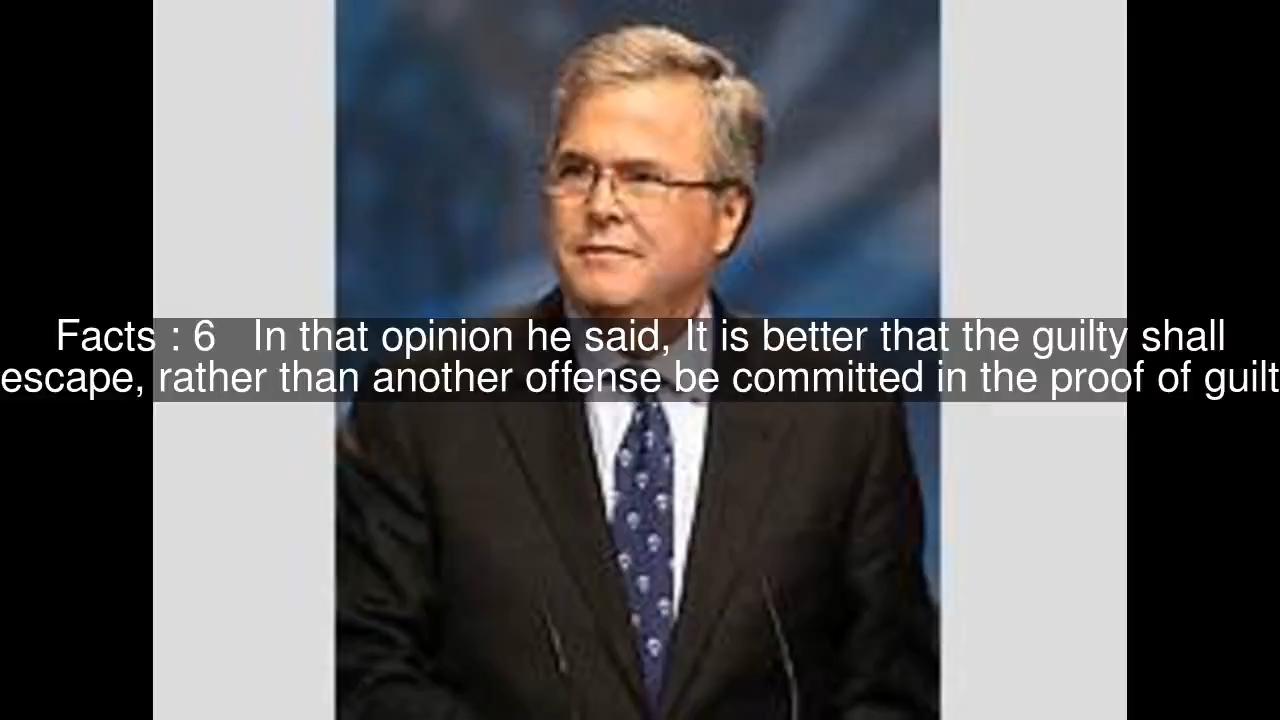 Facts : 6 In that opinion he said, It is better that the guilty shall
escape, rather than another offense be committed in the proof of guilt